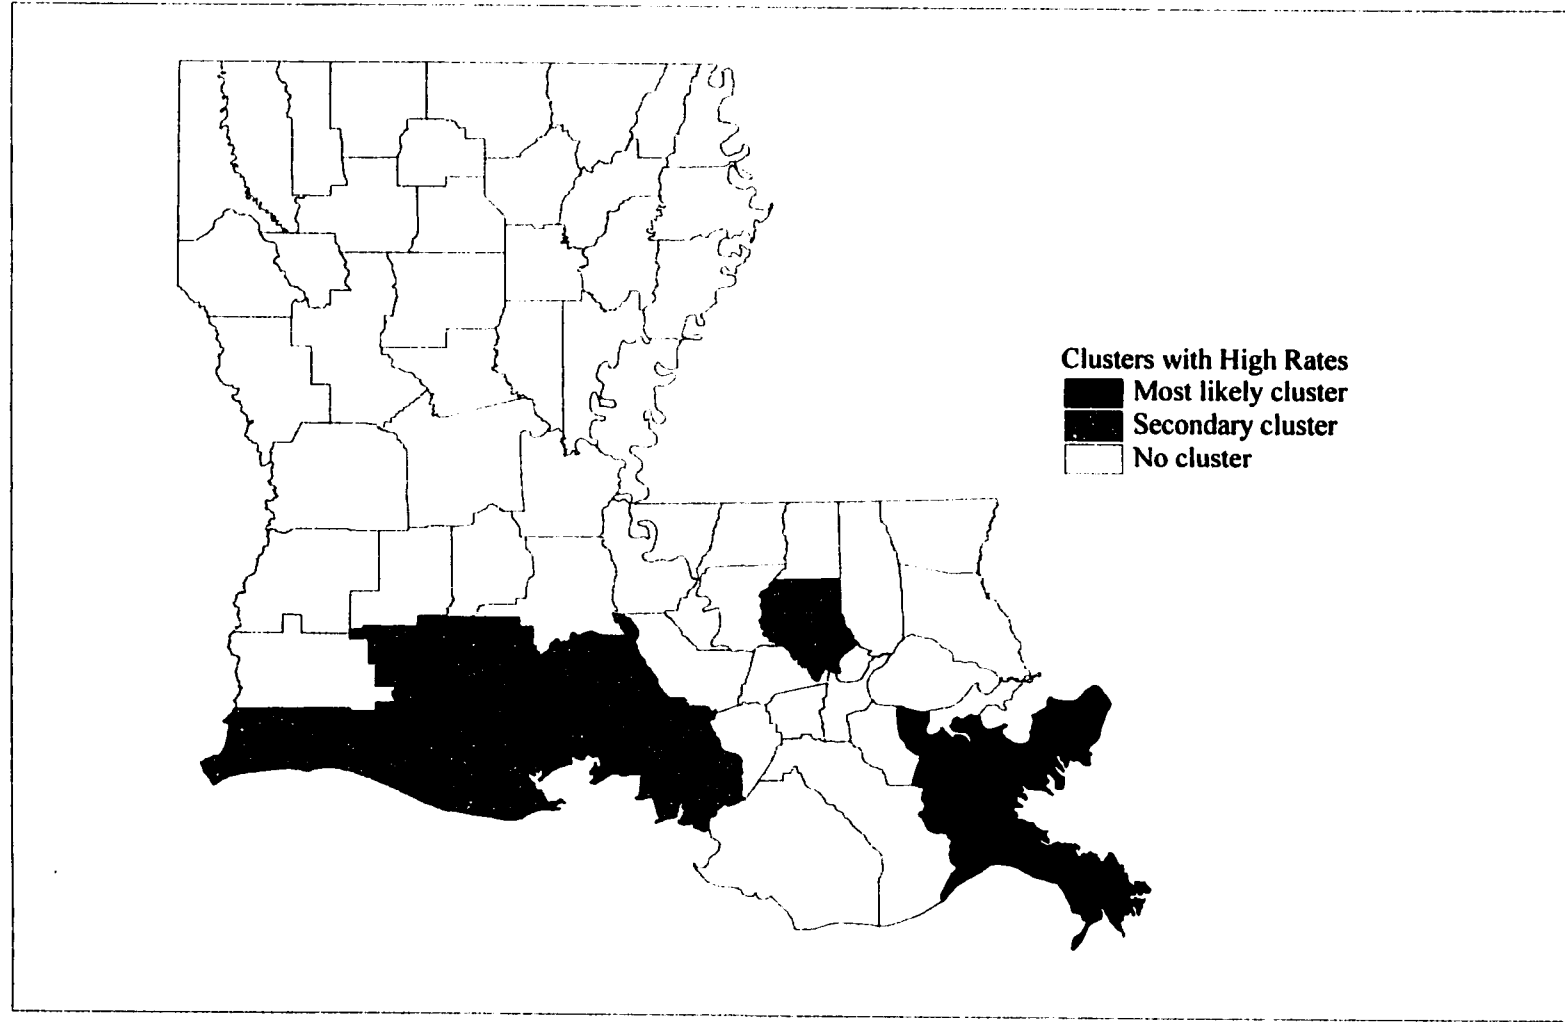 Clusters with High Rates
Most likely cluster
Secondary cluster
No cluster